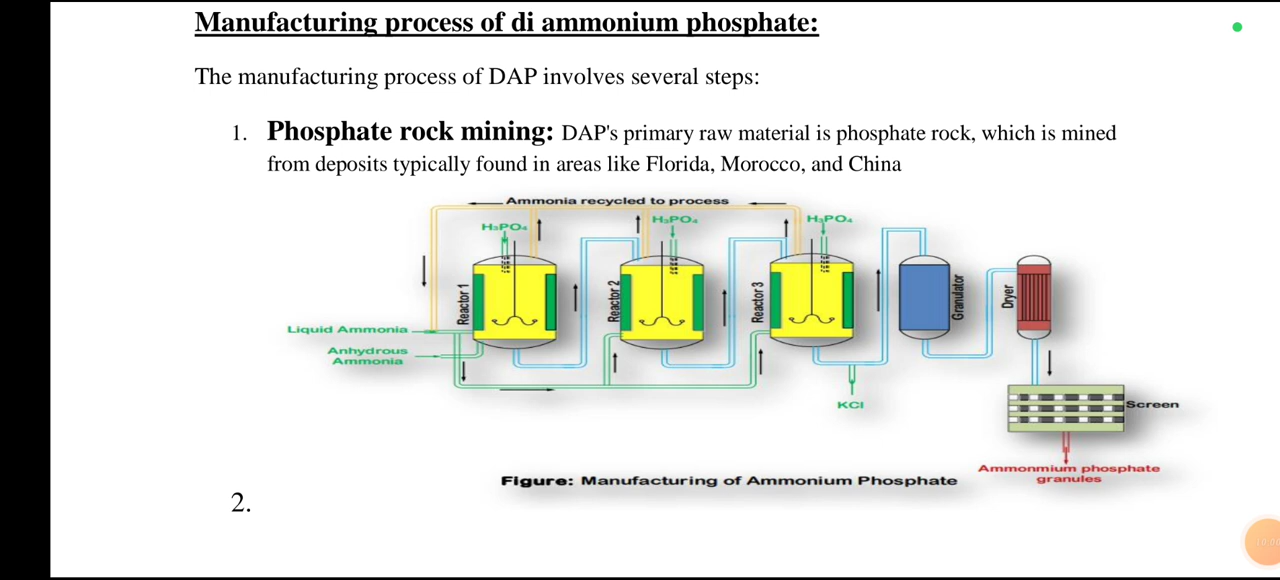 Manufacturing process of di ammonium phosphate:
The manufacturing process of DAP involves several steps:
1. Phosphate rock mining: DAP's primary raw material is phosphate rock, which is mined
from deposits typically found in areas like Florida, Morocco, and China
Ammonia recycled to process
H₃PO₄
H₃PO₄
H₃PO₄
Reactor 1
Reactor 2
Reactor 3
Granulator
Dryer
Liquid Ammonia
Anhydrous
Ammonia
KCl
Screen
Ammonmium phosphate
granules
Figure: Manufacturing of Ammonium Phosphate
2.